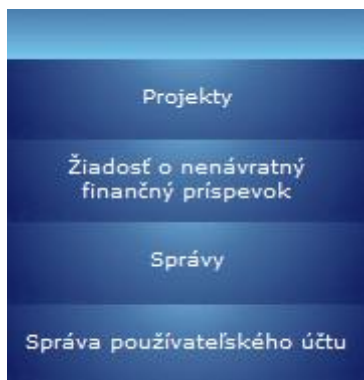 Projekty
Žiadosť o nenávratný
finančný príspevok
Správy
Správa používateľského účtu